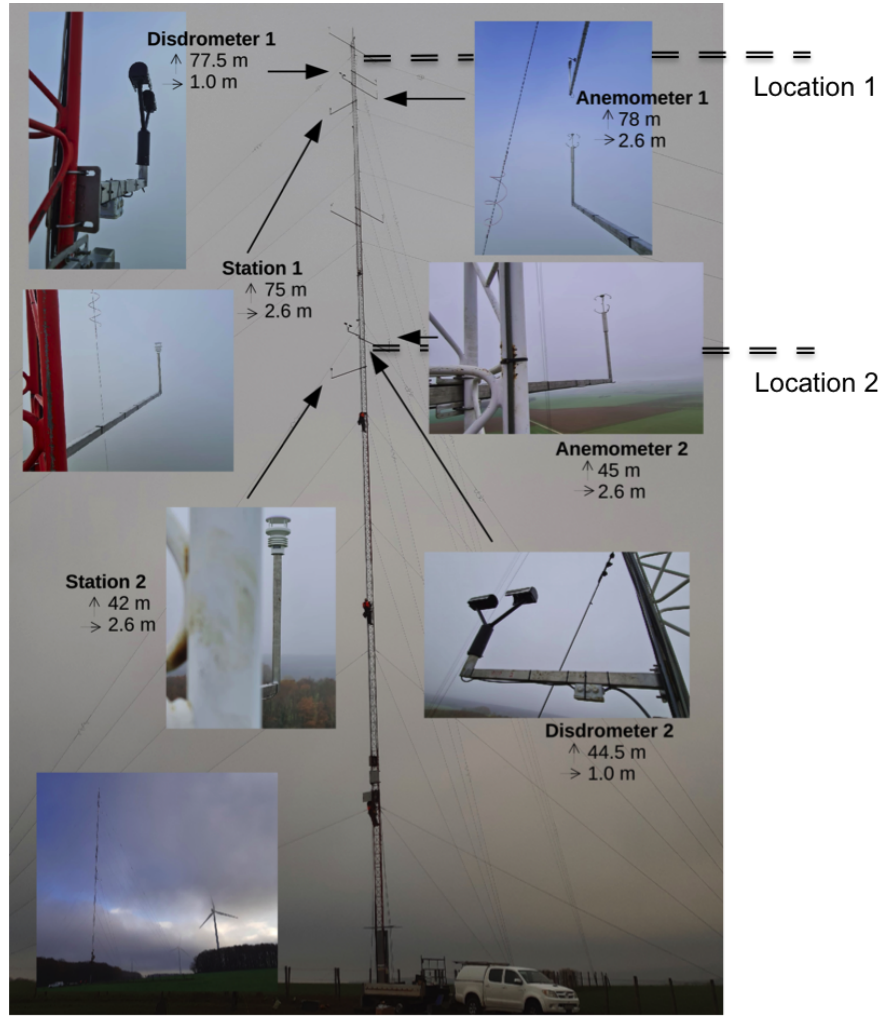 Disdrometer 1
↑ 77.5 m
→ 1.0 m
Anemometer 1
↑ 78 m
→ 2.6 m
Location 1
Station 1
↑ 75 m
→ 2.6 m
Location 2
Anemometer 2
↑ 45 m
→ 2.6 m
Station 2
↑ 42 m
→ 2.6 m
Disdrometer 2
↑ 44.5 m
→ 1.0 m